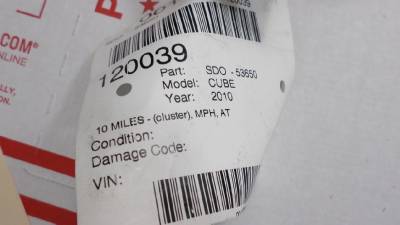 .COM®
ONLINE
120039
Part: SDO - 53650
Model: CUBE
Year: 2010
10 MILES - (cluster), MPH, AT
Condition:
Damage Code:
VIN: